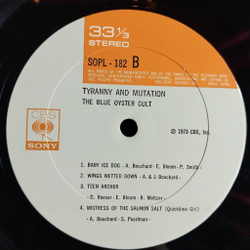 33 1/3
STEREO
SOPL - 182 B
TYRANNY AND MUTATION
THE BLUE OYSTER CULT
CBS
SONY
℗ 1973 CBS, Inc.
1 BABY ICE DOG - A. Bouchard - E. Bloom - P. Smith -
2 WINGS WETTED DOWN - A. & J. Bouchard -
3 TEEN ARCHER
- D. Roeser - E. Bloom - R. Meltzer -
4 MISTRESS OF THE SALMON SALT (Quicklime Girl)
- A. Bouchard - S. Pearlman -